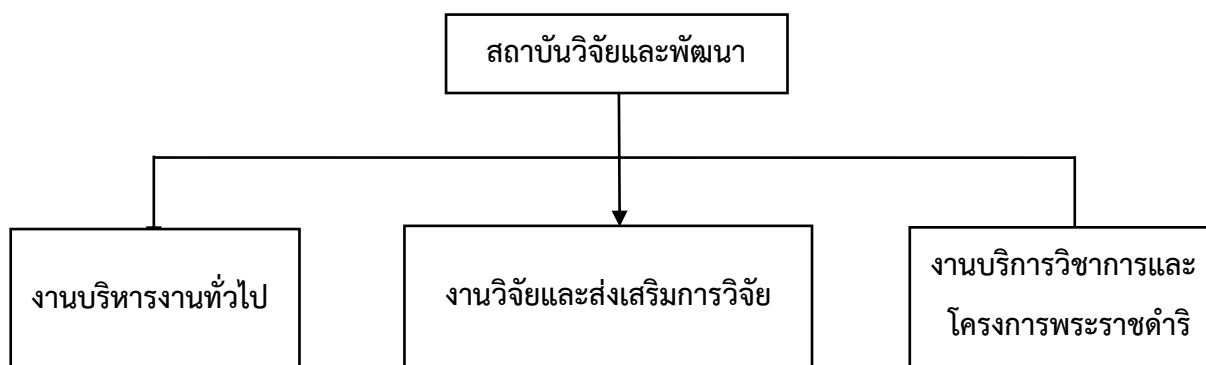 สถาบันวิจัยและพัฒนา
งานบริหารงานทั่วไป
งานวิจัยและส่งเสริมการวิจัย
งานบริการวิชาการและ
โครงการพระราชดำริ